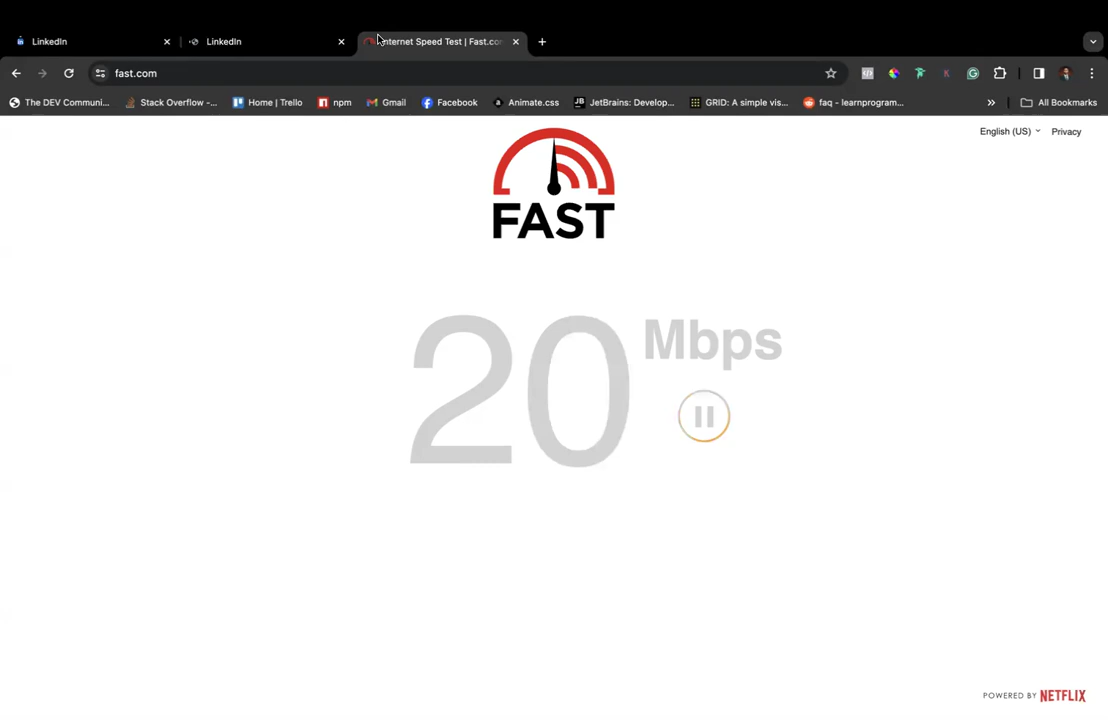 LinkedIn
LinkedIn
Internet Speed Test | Fast.com
fast.com
The DEV Communi...
Stack Overflow -...
Home | Trello
npm
Gmail
Facebook
Animate.css
JetBrains: Develop...
GRID: A simple vis...
faq - learnprogram...
»
All Bookmarks
English (US)
Privacy
FAST
20 Mbps
POWERED BY NETFLIX